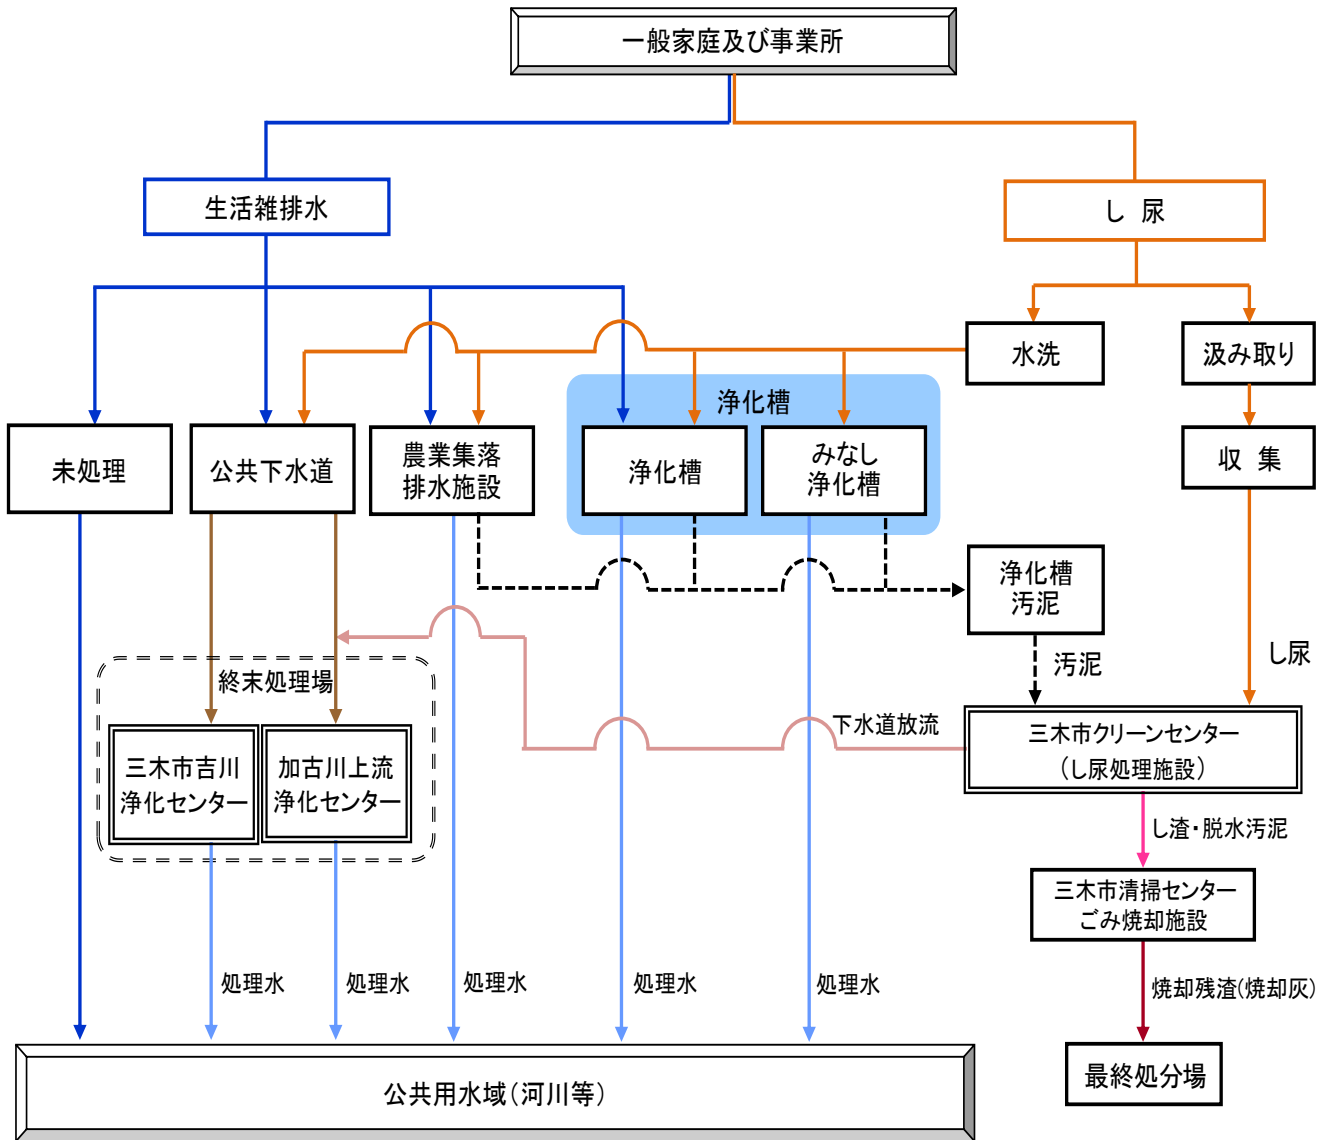 一般家庭及び事業所
生活雑排水
し 尿
水洗
汲み取り
浄化槽
未処理
公共下水道
農業集落
排水施設
浄化槽
みなし
浄化槽
収 集
浄化槽
汚泥
汚泥
し尿
終末処理場
下水道放流
三木市吉川
浄化センター
加古川上流
浄化センター
三木市クリーンセンター
（し尿処理施設）
し渣・脱水汚泥
三木市清掃センター
ごみ焼却施設
処理水
処理水
処理水
処理水
処理水
焼却残渣(焼却灰)
公共用水域（河川等）
最終処分場